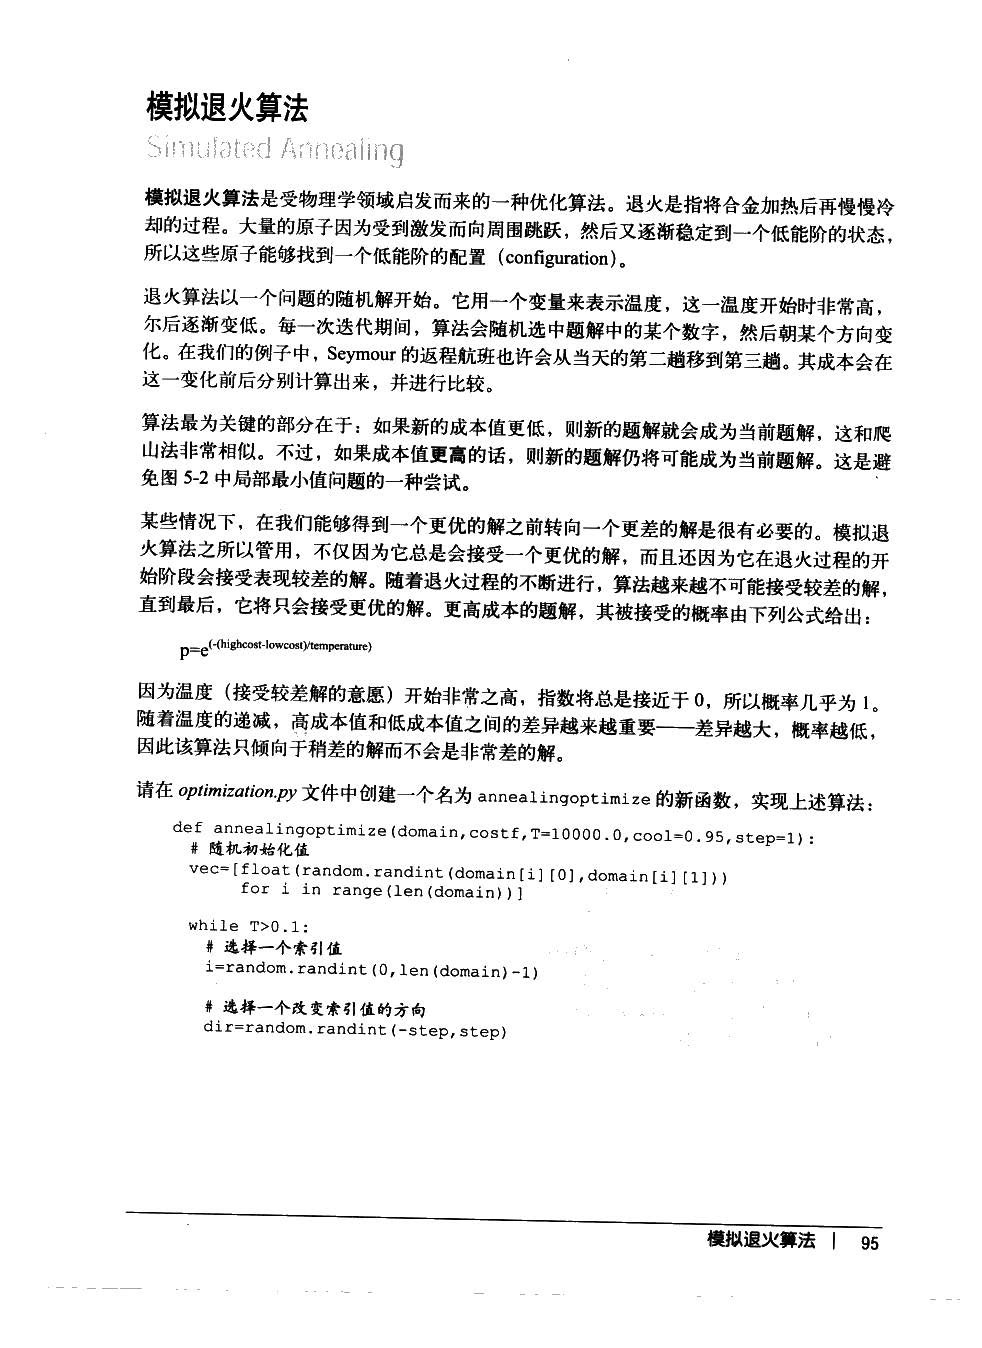 模拟退火算法
Simulated Annealing
模拟退火算法是受物理学领域启发而来的一种优化算法。退火是指将合金加热后再慢慢冷
却的过程。大量的原子因为受到激发而向周围跳跃，然后又逐渐稳定到一个低能阶的状态，
所以这些原子能够找到一个低能阶的配置（configuration）。
退火算法以一个问题的随机解开始。它用一个变量来表示温度，这一温度开始时非常高，
尔后逐渐变低。每一次迭代期间，算法会随机选中题解中的某个数字，然后朝某个方向变
化。在我们的例子中，Seymour 的返程航班也许会从当天的第二趟移到第三趟。其成本会在
这一变化前后分别计算出来，并进行比较。
算法最为关键的部分在于：如果新的成本值更低，则新的题解就会成为当前题解，这和爬
山法非常相似。不过，如果成本值更高的话，则新的题解仍将可能成为当前题解。这是避
免图 5-2 中局部最小值问题的一种尝试。
某些情况下，在我们能够得到一个更优的解之前转向一个更差的解是很有必要的。模拟退
火算法之所以管用，不仅因为它总是会接受一个更优的解，而且还因为它在退火过程的开
始阶段会接受表现较差的解。随着退火过程的不断进行，算法越来越不可能接受较差的解，
直到最后，它将只会接受更优的解。更高成本的题解，其被接受的概率由下列公式给出：
p=e(-(highcost-lowcost)/temperature)
因为温度（接受较差解的意愿）开始非常之高，指数将总是接近于 0，所以概率几乎为 1。
随着温度的递减，高成本值和低成本值之间的差异越来越重要——差异越大，概率越低，
因此该算法只倾向于稍差的解而不会是非常差的解。
请在 optimization.py 文件中创建一个名为 annealingoptimize 的新函数，实现上述算法：
def annealingoptimize(domain,costf,T=10000.0,cool=0.95,step=1):
# 随机初始化值
vec=[float(random.randint(domain[i][0],domain[i][1]))
for i in range(len(domain))]
while T>0.1:
# 选择一个索引值
i=random.randint(0,len(domain)-1)
# 选择一个改变索引值的方向
dir=random.randint(-step,step)
模拟退火算法 | 95